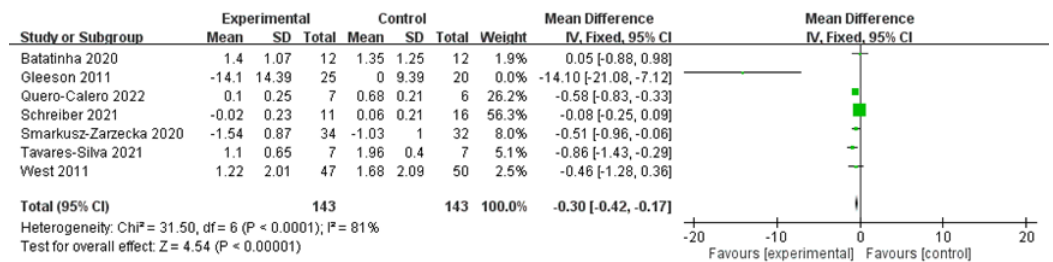 Experimental Control Mean Difference Mean Difference
Study or Subgroup Mean SD Total Mean SD Total Weight IV, Fixed, 95% CI IV, Fixed, 95% CI
Batatinha 2020 1.4 1.07 12 1.35 1.25 12 1.9% 0.05 [-0.88, 0.98]
Gleeson 2011 -14.1 14.39 25 0 9.39 20 0.0% -14.10 [-21.08, -7.12]
Quero-Calero 2022 0.1 0.25 7 0.68 0.21 6 26.2% -0.58 [-0.83, -0.33]
Schreiber 2021 -0.02 0.23 11 0.06 0.21 16 56.3% -0.08 [-0.25, 0.09]
Smarkusz-Zarzecka 2020 -1.54 0.87 34 -1.03 1 32 8.0% -0.51 [-0.96, -0.06]
Tavares-Silva 2021 1.1 0.65 7 1.96 0.4 7 5.1% -0.86 [-1.43, -0.29]
West 2011 1.22 2.01 47 1.68 2.09 50 2.5% -0.46 [-1.28, 0.36]
Total (95% CI) 143 143 100.0% -0.30 [-0.42, -0.17]
Heterogeneity: Chi² = 31.50, df = 6 (P < 0.0001); I² = 81%
Test for overall effect: Z = 4.54 (P < 0.00001)
-20 -10 0 10 20
Favours [experimental] Favours [control]